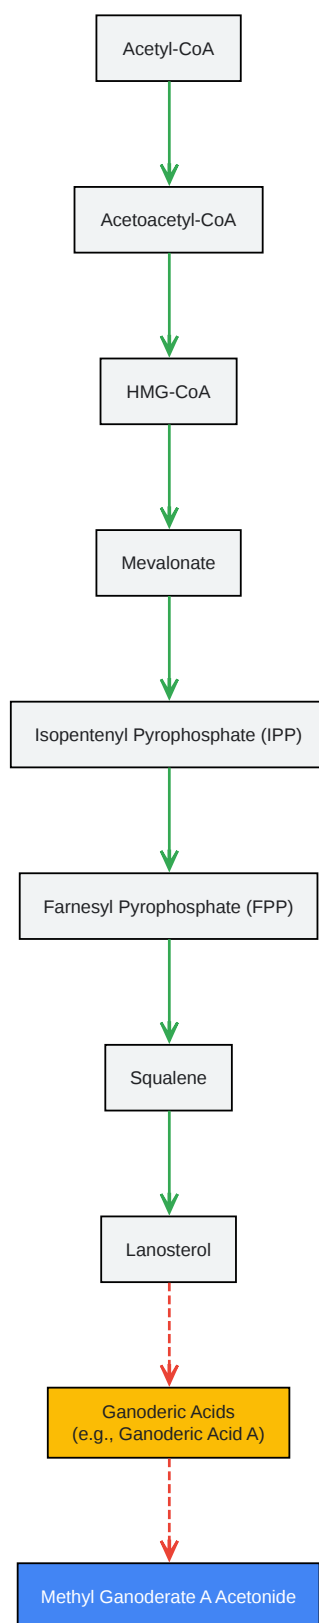 Acetyl-CoA
Acetoacetyl-CoA
HMG-CoA
Mevalonate
Isopentenyl Pyrophosphate (IPP)
Farnesyl Pyrophosphate (FPP)
Squalene
Lanosterol
Ganoderic Acids
(e.g., Ganoderic Acid A)
Methyl Ganoderate A Acetonide